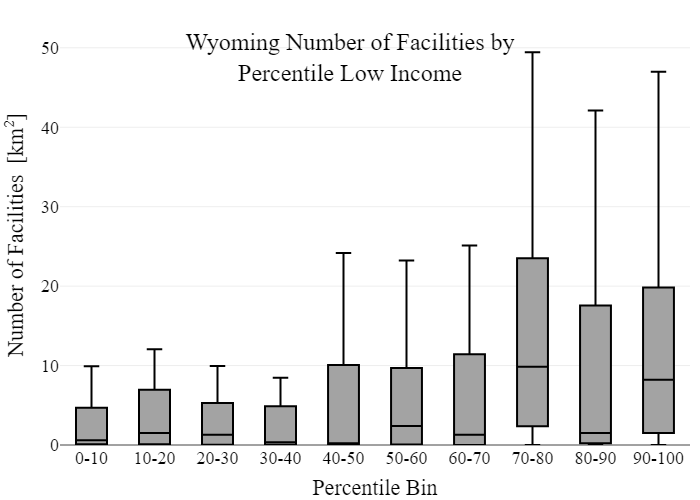 Wyoming Number of Facilities by
Percentile Low Income
Number of Facilities [km²]
50
40
30
20
10
0
0-10 10-20 20-30 30-40 40-50 50-60 60-70 70-80 80-90 90-100
Percentile Bin